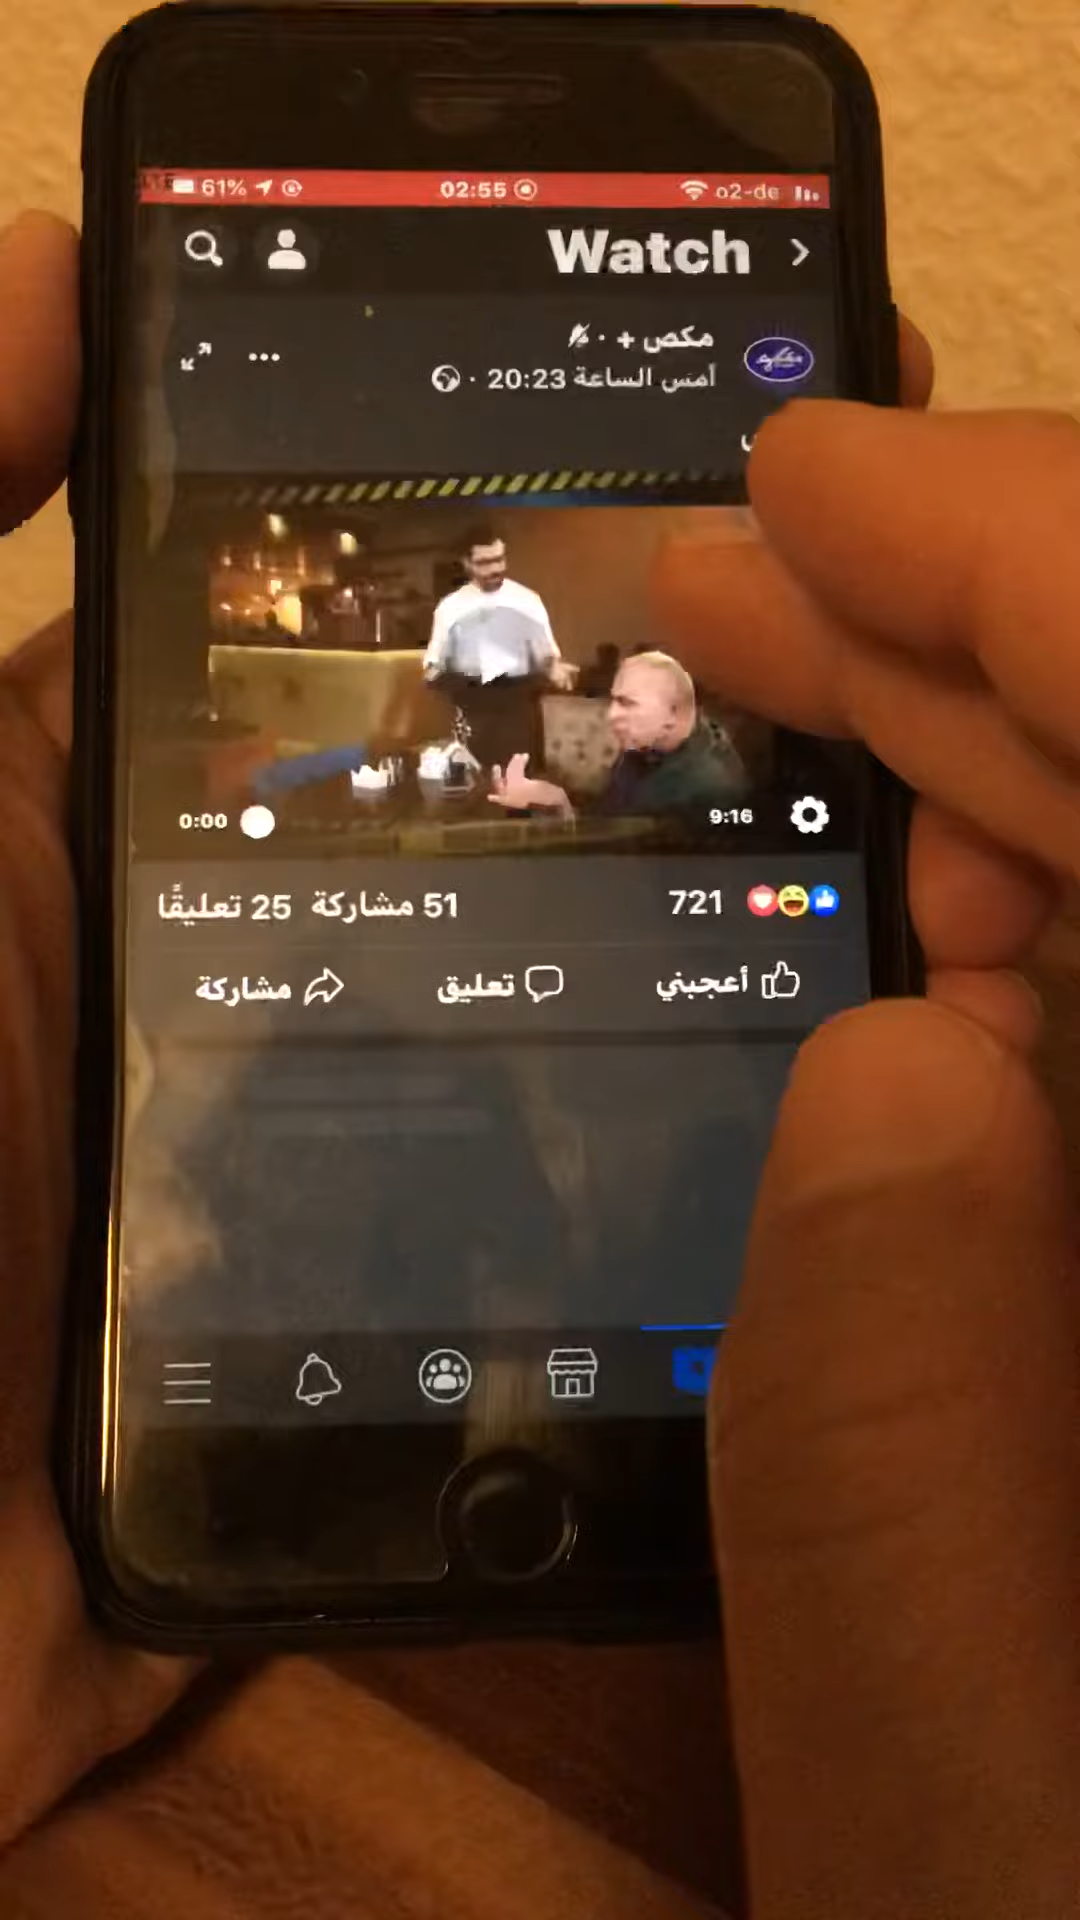 61% 02:55 o2-de
Watch
مكص +
أمس الساعة 20:23
0:00 9:16
721 51 مشاركة 25 تعليقًا
أعجبني تعليق مشاركة